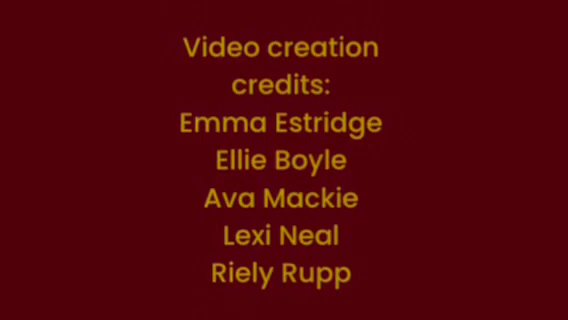 Video creation
credits:
Emma Estridge
Ellie Boyle
Ava Mackie
Lexi Neal
Riely Rupp